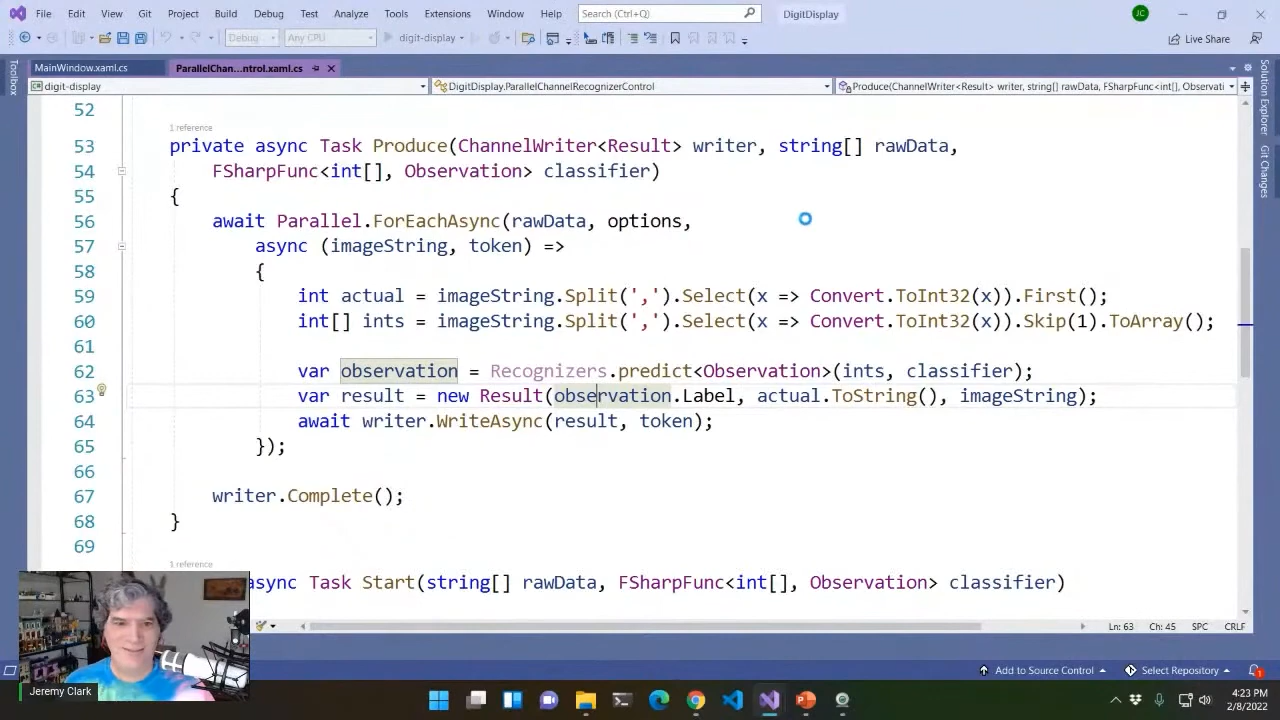 File Edit View Git Project Build Debug Test Analyze Tools Extensions Window Help Search (Ctrl+Q) DigitDisplay JC
Debug Any CPU digit-display Live Share
Toolbox
MainWindow.xaml.cs ParallelChan...ntrol.xaml.cs
digit-display DigitDisplay.ParallelChannelRecognizerControl Produce(ChannelWriter<Result> writer, string[] rawData, FSharpFunc<int[], Observati
Solution Explorer
Git Changes
52
1 reference
53 private async Task Produce(ChannelWriter<Result> writer, string[] rawData,
54 FSharpFunc<int[], Observation> classifier)
55 {
56 await Parallel.ForEachAsync(rawData, options,
57 async (imageString, token) =>
58 {
59 int actual = imageString.Split(',').Select(x => Convert.ToInt32(x)).First();
60 int[] ints = imageString.Split(',').Select(x => Convert.ToInt32(x)).Skip(1).ToArray();
61
62 var observation = Recognizers.predict<Observation>(ints, classifier);
63 var result = new Result(observation.Label, actual.ToString(), imageString);
64 await writer.WriteAsync(result, token);
65 });
66
67 writer.Complete();
68 }
69
1 reference
async Task Start(string[] rawData, FSharpFunc<int[], Observation> classifier)
Ln: 63 Ch: 45 SPC CRLF
Add to Source Control Select Repository 1
Jeremy Clark
4:23 PM
2/8/2022